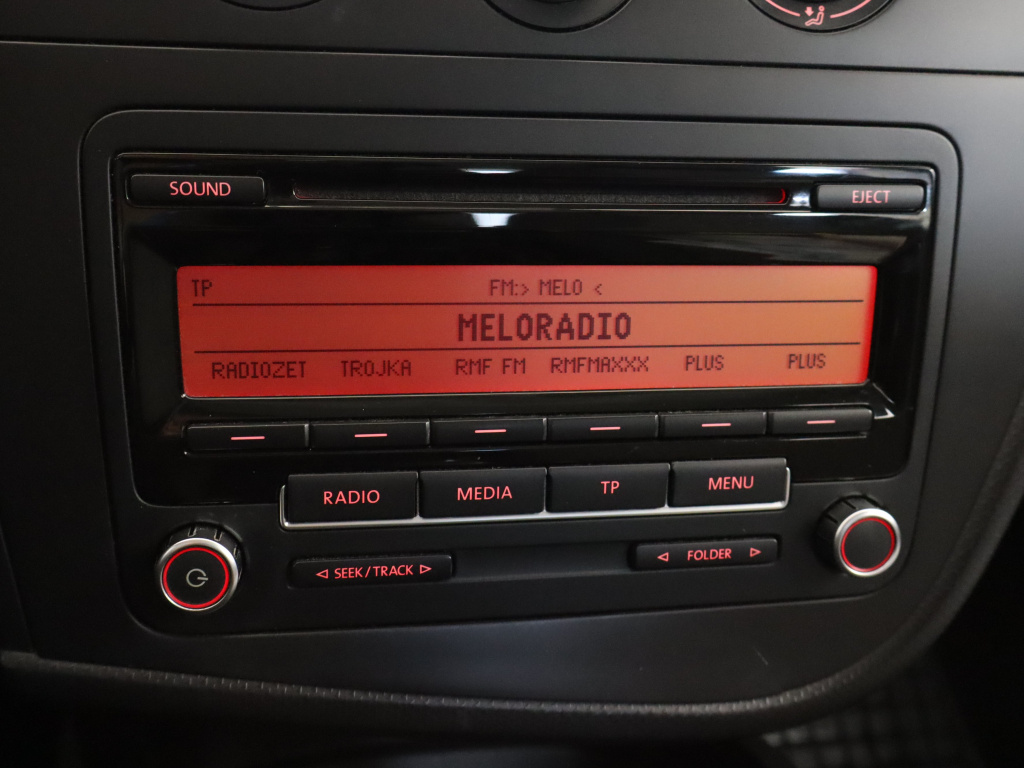 SOUND
EJECT
TP FM:> MELO <
MELORADIO
RADIOZET TROJKA RMF FM RMFMAXXX PLUS PLUS
RADIO MEDIA TP MENU
SEEK/TRACK FOLDER